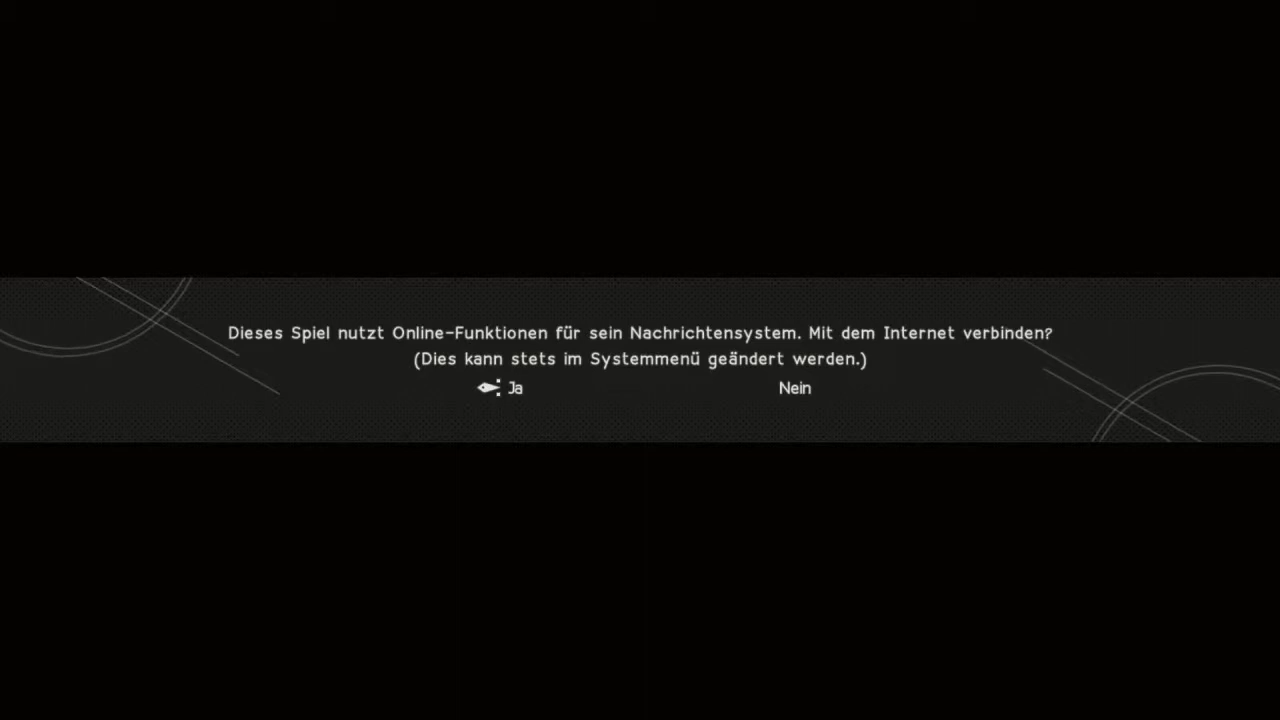 Dieses Spiel nutzt Online-Funktionen für sein Nachrichtensystem. Mit dem Internet verbinden?
(Dies kann stets im Systemmenü geändert werden.)
Ja Nein